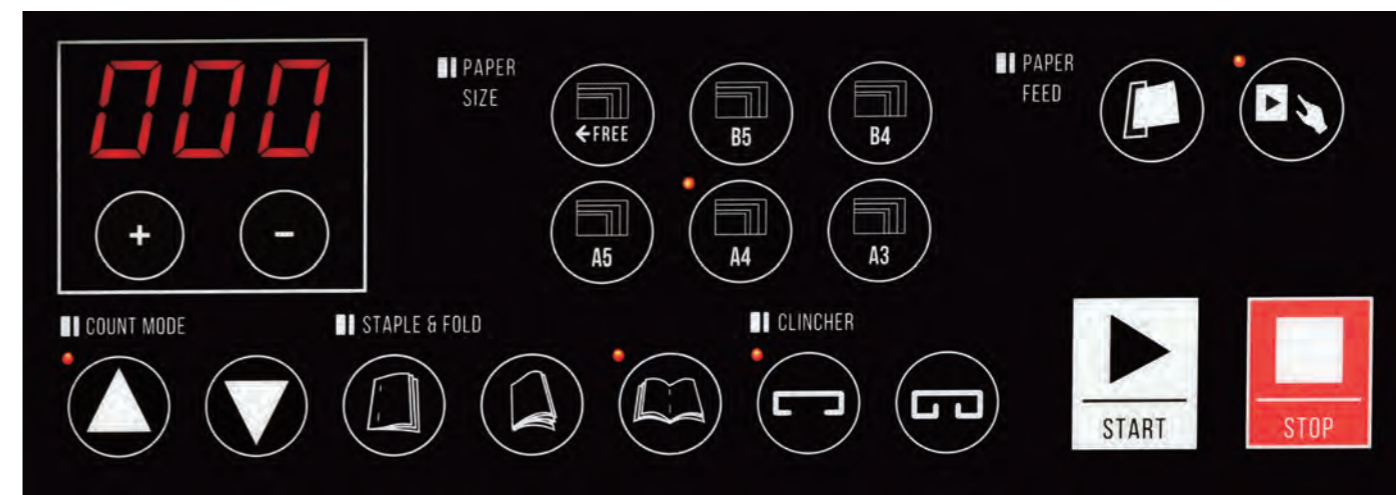 000
+
-
PAPER
SIZE
←FREE
B5
B4
A5
A4
A3
PAPER
FEED
COUNT MODE
STAPLE & FOLD
CLINCHER
START
STOP